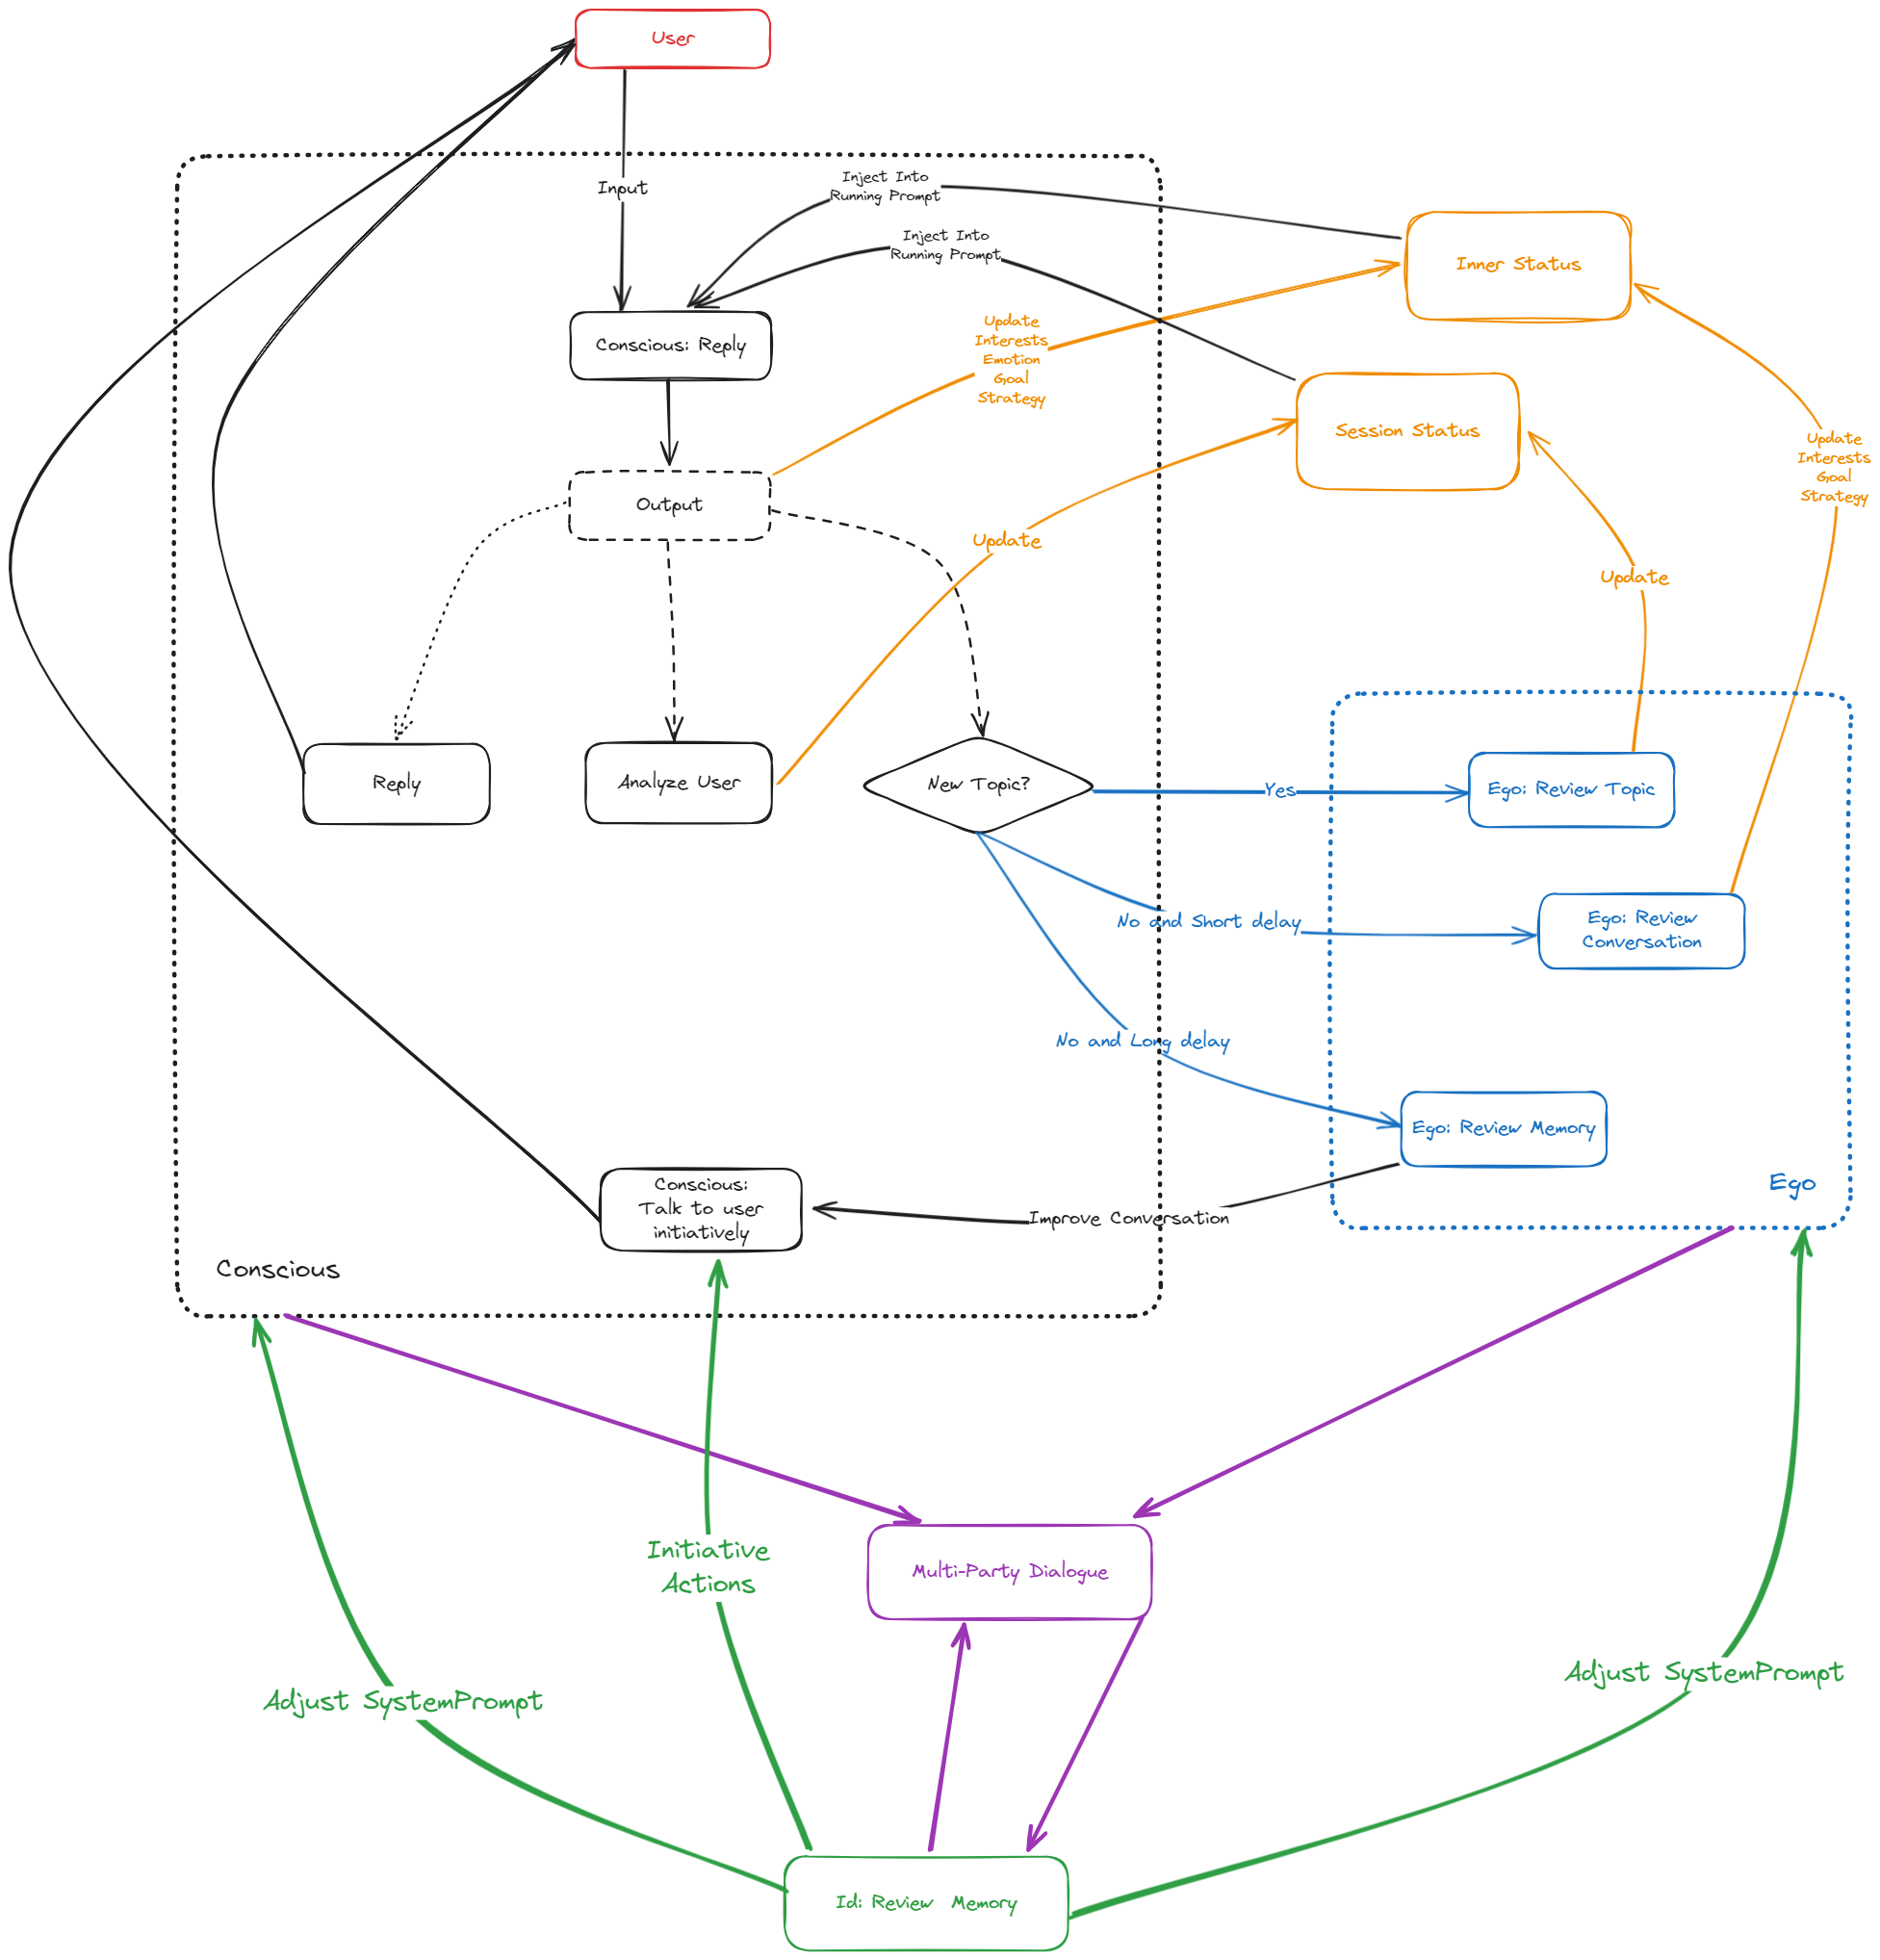 User
Input
Inject Into
Running Prompt
Inject Into
Running Prompt
Inner Status
Conscious: Reply
Update
Interests
Emotion
Goal
Strategy
Session Status
Update
Interests
Goal
Strategy
Output
Update
Update
Reply
Analyze User
New Topic?
Yes
Ego: Review Topic
No and Short delay
Ego: Review
Conversation
No and Long delay
Ego: Review Memory
Conscious:
Talk to user
initiatively
Improve Conversation
Ego
Conscious
Initiative
Actions
Multi-Party Dialogue
Adjust SystemPrompt
Adjust SystemPrompt
Id: Review Memory